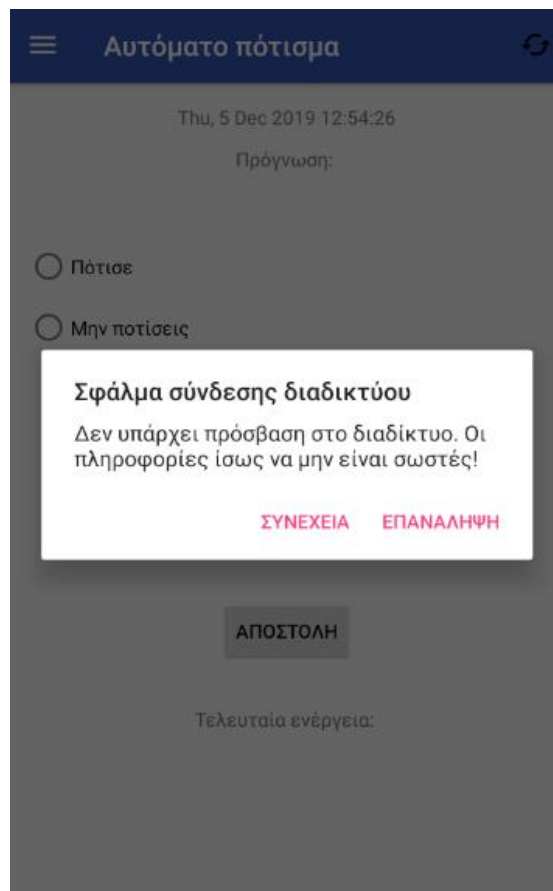 Αυτόματο πότισμα
Thu, 5 Dec 2019 12:54:26
Πρόγνωση:
Πότισε
Μην ποτίσεις
Σφάλμα σύνδεσης διαδικτύου
Δεν υπάρχει πρόσβαση στο διαδίκτυο. Οι
πληροφορίες ίσως να μην είναι σωστές!
ΣΥΝΕΧΕΙΑ ΕΠΑΝΑΛΗΨΗ
ΑΠΟΣΤΟΛΗ
Τελευταία ενέργεια: